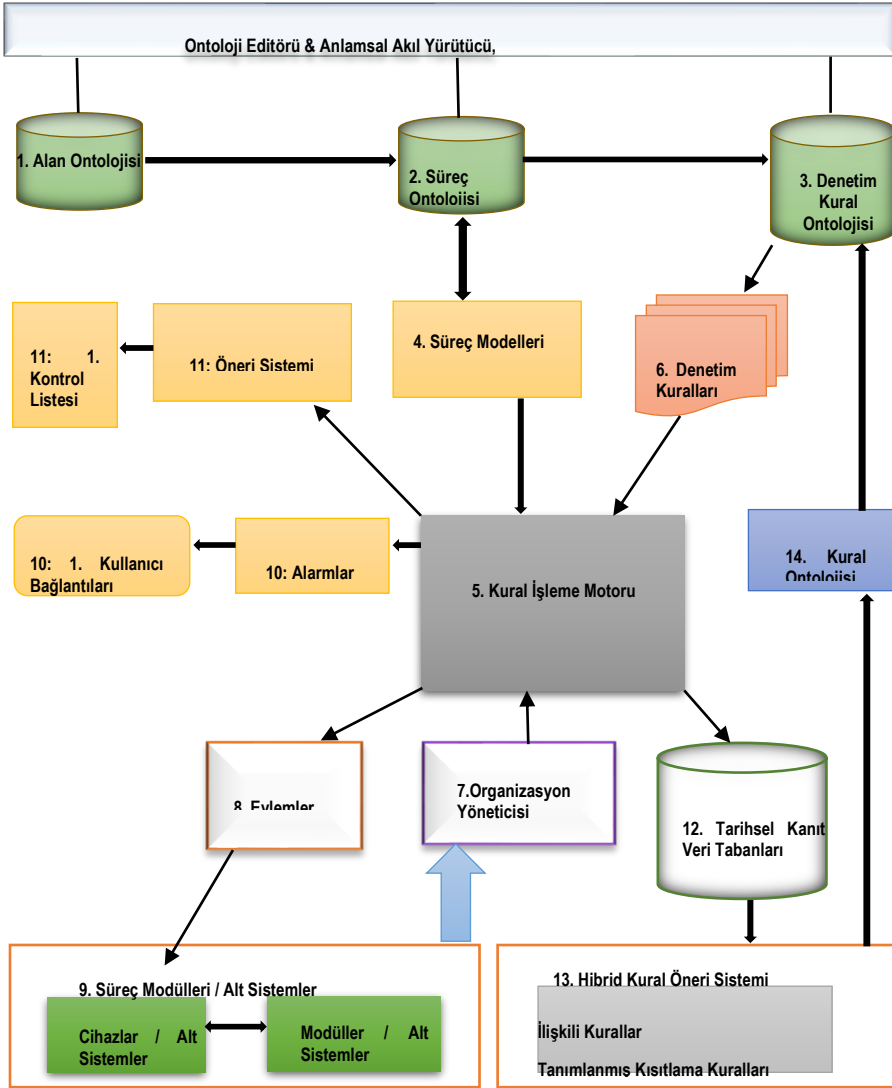 Ontoloji Editörü & Anlamsal Akıl Yürütücü,
1. Alan Ontolojisi
2. Süreç
Ontolojisi
3. Denetim
Kural
Ontolojisi
11: 1.
Kontrol
Listesi
11: Öneri Sistemi
4. Süreç Modelleri
6. Denetim
Kuralları
10: 1. Kullanıcı
Bağlantıları
10: Alarmlar
5. Kural İşleme Motoru
14. Kural
Ontolojisi
8. Eylemler
7.Organizasyon
Yöneticisi
12. Tarihsel Kanıt
Veri Tabanları
9. Süreç Modülleri / Alt Sistemler
Cihazlar / Alt
Sistemler
Modüller / Alt
Sistemler
13. Hibrid Kural Öneri Sistemi
İlişkili Kurallar
Tanımlanmış Kısıtlama Kuralları